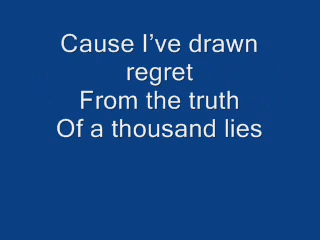 Cause I’ve drawn
regret
From the truth
Of a thousand lies